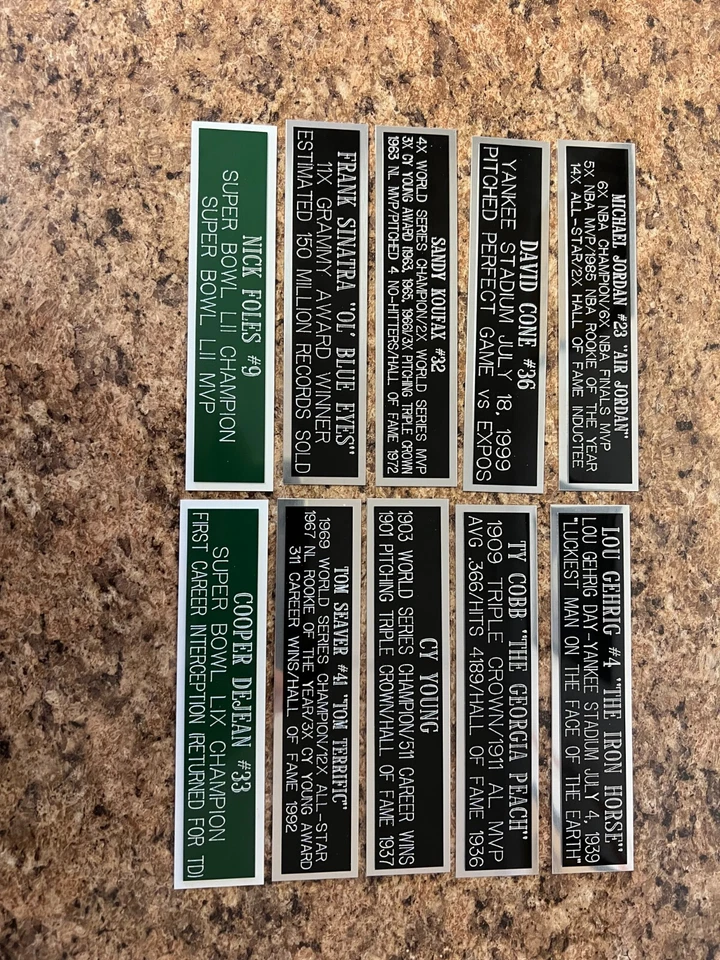 MICHAEL JORDAN #23 "AIR JORDAN"
6X NBA CHAMPION/6X NBA FINALS MVP
5X NBA MVP/1985 NBA ROOKIE OF THE YEAR
14X ALL-STAR/2X HALL OF FAME INDUCTEE
DAVID CONE #36
YANKEE STADIUM JULY 18, 1999
PITCHED PERFECT GAME vs EXPOS
SANDY KOUFAX #32
4X WORLD SERIES CHAMPION/2X WORLD SERIES MVP
3X CY YOUNG AWARD (1963, 1965, 1966)/3X PITCHING TRIPLE CROWN
1963 NL MVP/PITCHED 4 NO-HITTERS/HALL OF FAME 1972
FRANK SINATRA "OL' BLUE EYES"
11X GRAMMY AWARD WINNER
ESTIMATED 150 MILLION RECORDS SOLD
NICK FOLES #9
SUPER BOWL LII CHAMPION
SUPER BOWL LII MVP
LOU GEHRIG #4 "THE IRON HORSE"
LOU GEHRIG DAY-YANKEE STADIUM JULY 4, 1939
"LUCKIEST MAN ON THE FACE OF THE EARTH"
TY COBB "THE GEORGIA PEACH"
1909 TRIPLE CROWN/1911 AL MVP
AVG .366/HITS 4189/HALL OF FAME 1936
CY YOUNG
1903 WORLD SERIES CHAMPION/511 CAREER WINS
1901 PITCHING TRIPLE CROWN/HALL OF FAME 1937
TOM SEAVER #41 "TOM TERRIFIC"
1969 WORLD SERIES CHAMPION/12X ALL-STAR
1967 NL ROOKIE OF THE YEAR/3X CY YOUNG AWARD
311 CAREER WINS/HALL OF FAME 1992
COOPER DEJEAN #33
SUPER BOWL LIX CHAMPION
FIRST CAREER INTERCEPTION (RETURNED FOR TD)